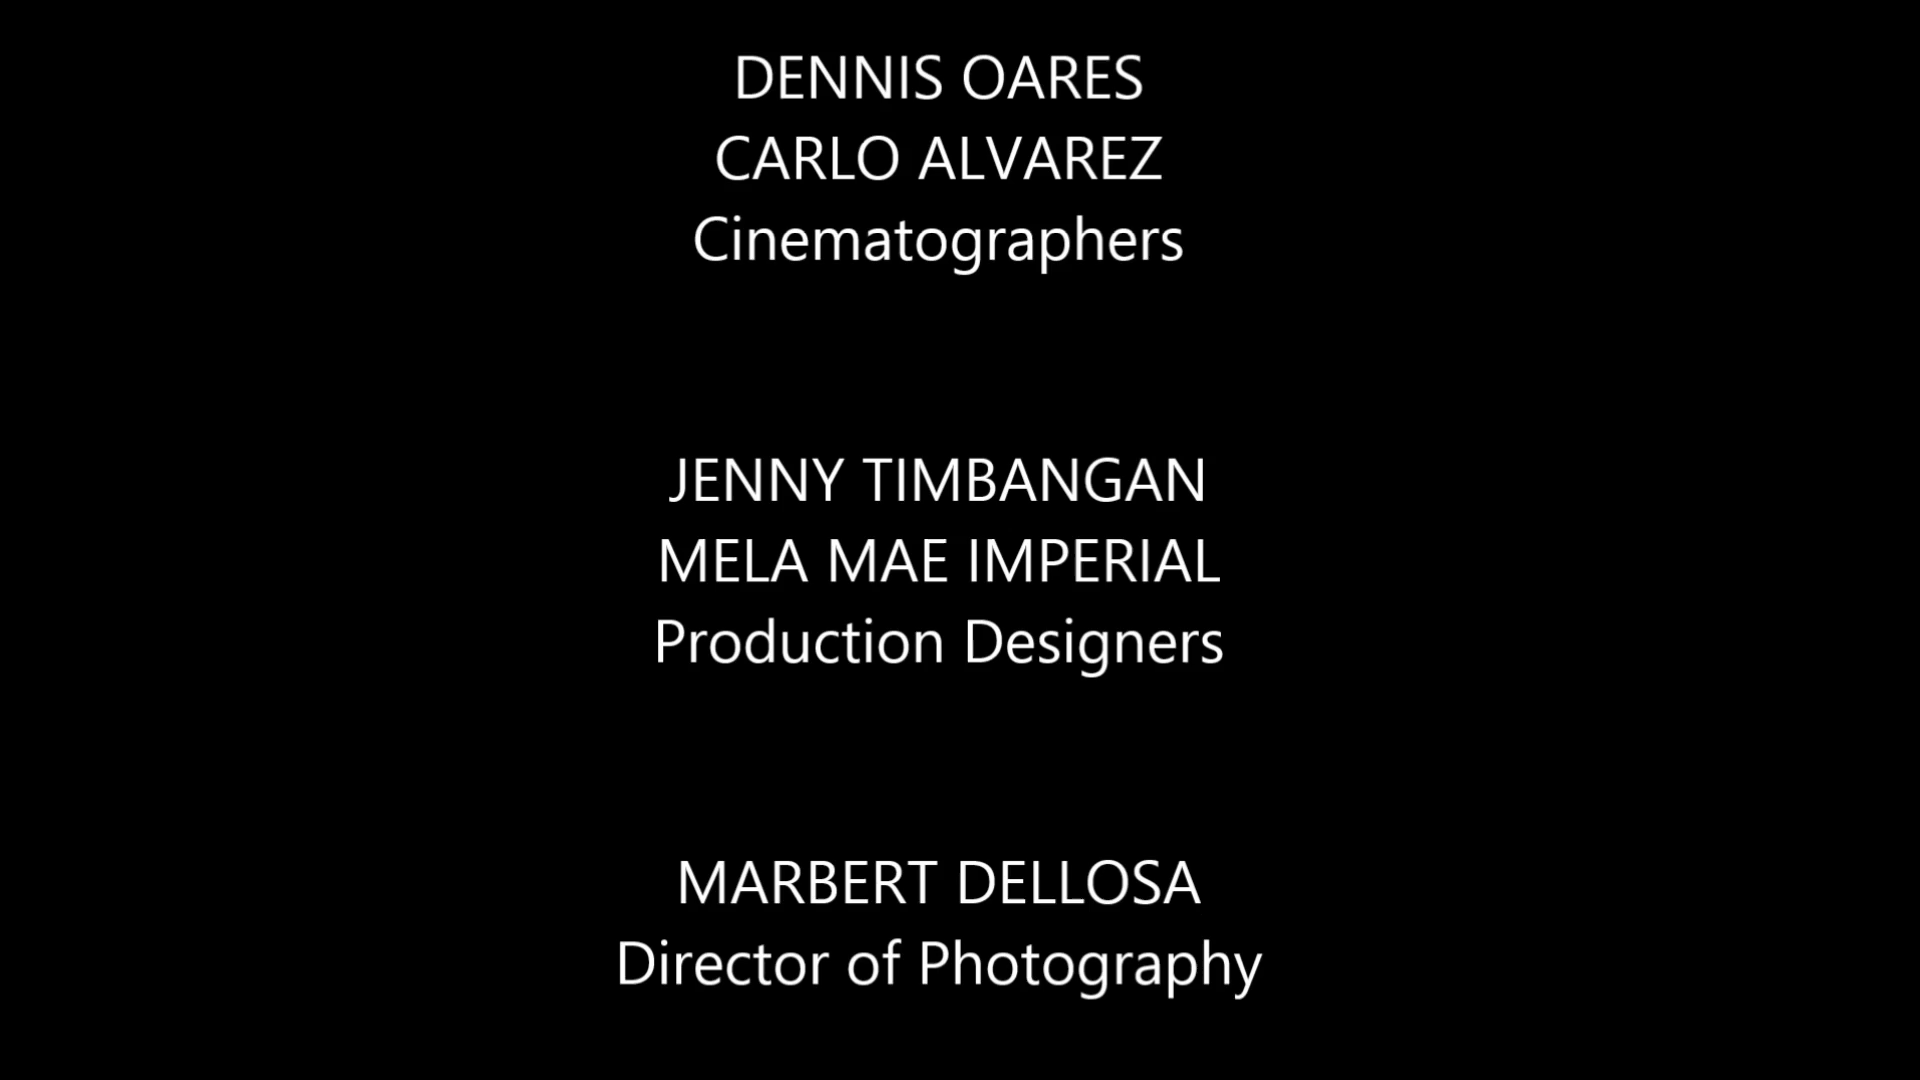 DENNIS OARES
CARLO ALVAREZ
Cinematographers
JENNY TIMBANGAN
MELA MAE IMPERIAL
Production Designers
MARBERT DELLOSA
Director of Photography